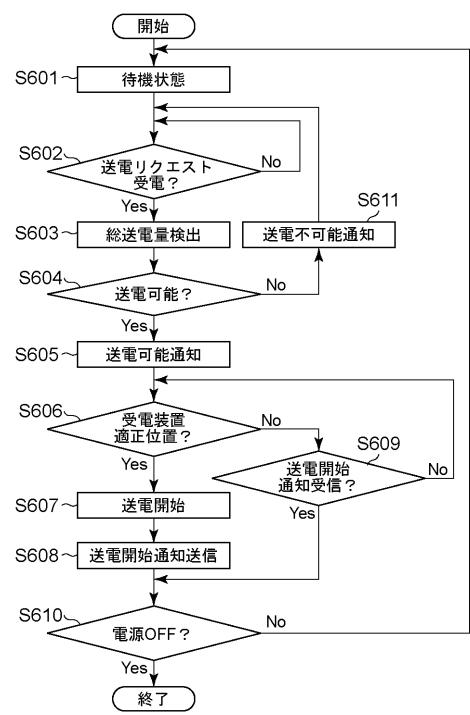 開始
S601
待機状態
S602
送電リクエスト
受電？
No
Yes
S603
総送電量検出
S611
送電不可能通知
S604
送電可能？
No
Yes
S605
送電可能通知
S606
受電装置
適正位置？
No
Yes
S609
送電開始
通知受信？
No
Yes
S607
送電開始
S608
送電開始通知送信
S610
電源OFF？
No
Yes
終了